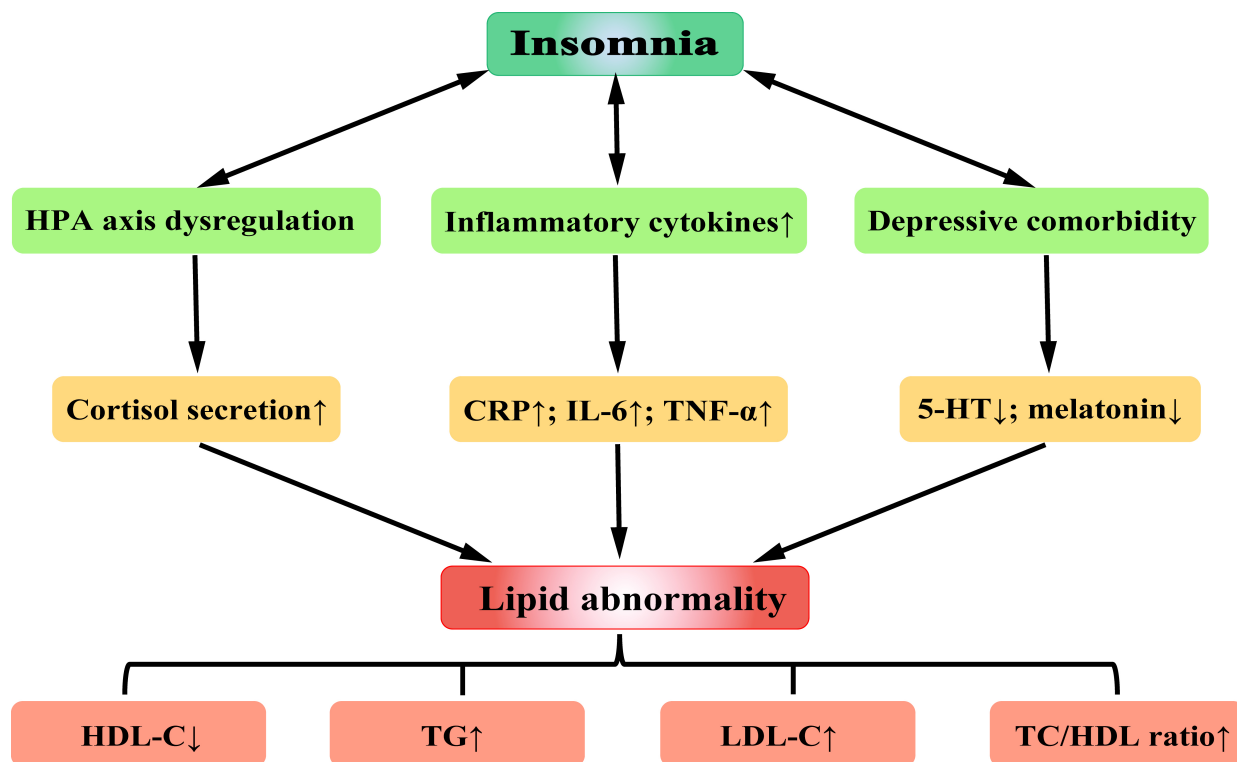 Insomnia
HPA axis dysregulation
Inflammatory cytokines↑
Depressive comorbidity
Cortisol secretion↑
CRP↑; IL-6↑; TNF-α↑
5-HT↓; melatonin↓
Lipid abnormality
HDL-C↓
TG↑
LDL-C↑
TC/HDL ratio↑